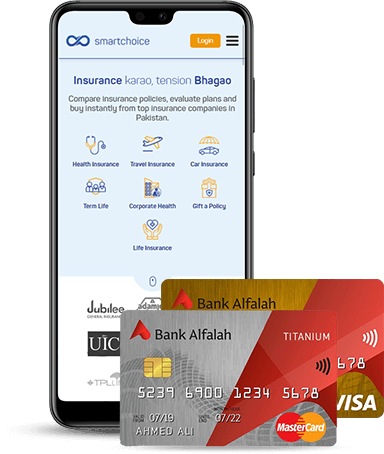 smartchoice
Login
Insurance karao, tension Bhagao
Compare insurance policies, evaluate plans and
buy instantly from top insurance companies in
Pakistan.
Health Insurance
Travel Insurance
Car Insurance
Term Life
Corporate Health
Gift a Policy
Life Insurance
Jubilee
GENERAL INSURANCE
adamjee
UIC
TPL
Bank Alfalah
678
VISA
Bank Alfalah
TITANIUM
5239 6900 1234 5678
07/19
07/22
AHMED ALI
MasterCard